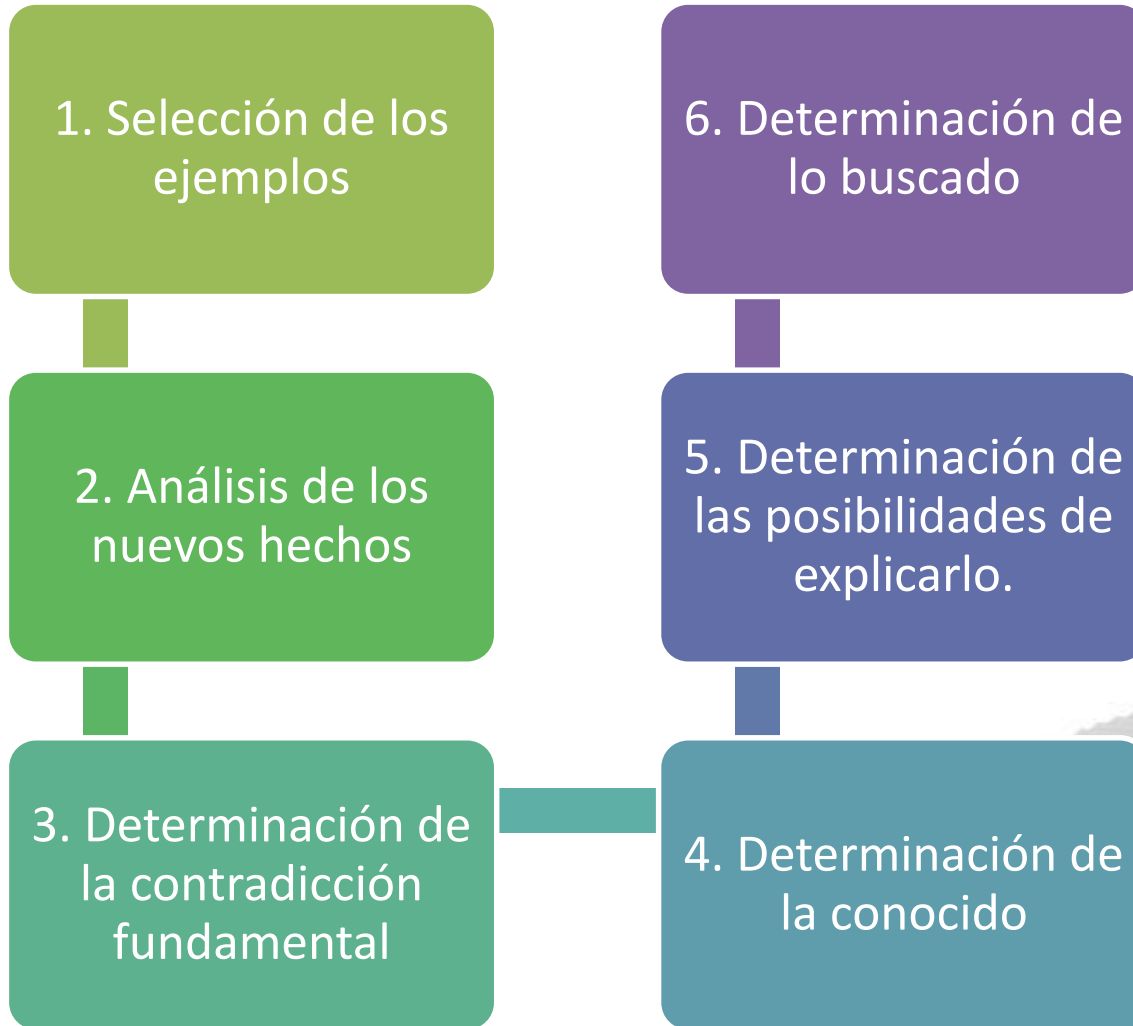 1. Selección de los
ejemplos
2. Análisis de los
nuevos hechos
3. Determinación de
la contradicción
fundamental
4. Determinación de
la conocido
5. Determinación de
las posibilidades de
explicarlo.
6. Determinación de
lo buscado